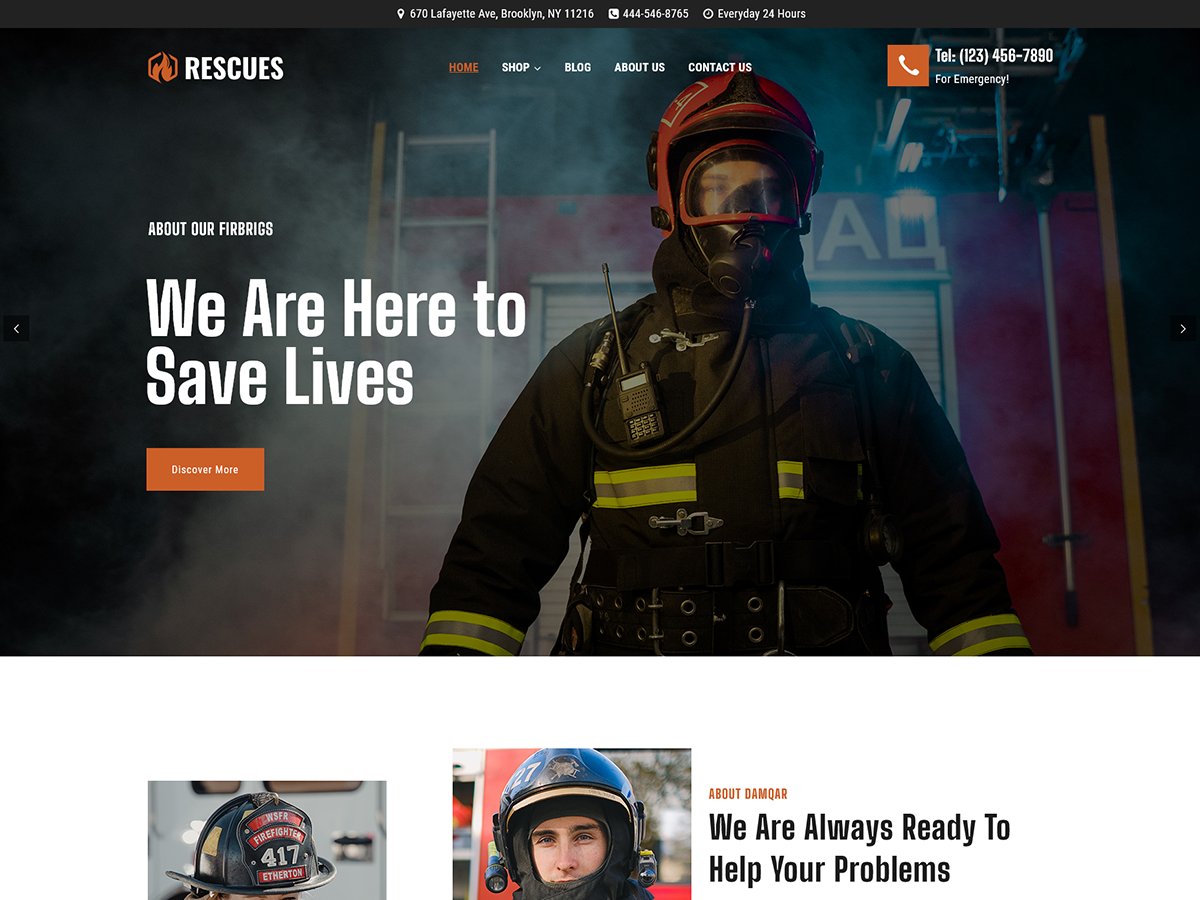 670 Lafayette Ave, Brooklyn, NY 11216 444-546-8765 Everyday 24 Hours
RESCUES
HOME SHOP BLOG ABOUT US CONTACT US
Tel: (123) 456-7890
For Emergency!
ABOUT OUR FIRBRIGS
We Are Here to
Save Lives
Discover More
WSFR
FIREFIGHTER
417
ETHERTON
27
ABOUT DAMQAR
We Are Always Ready To
Help Your Problems